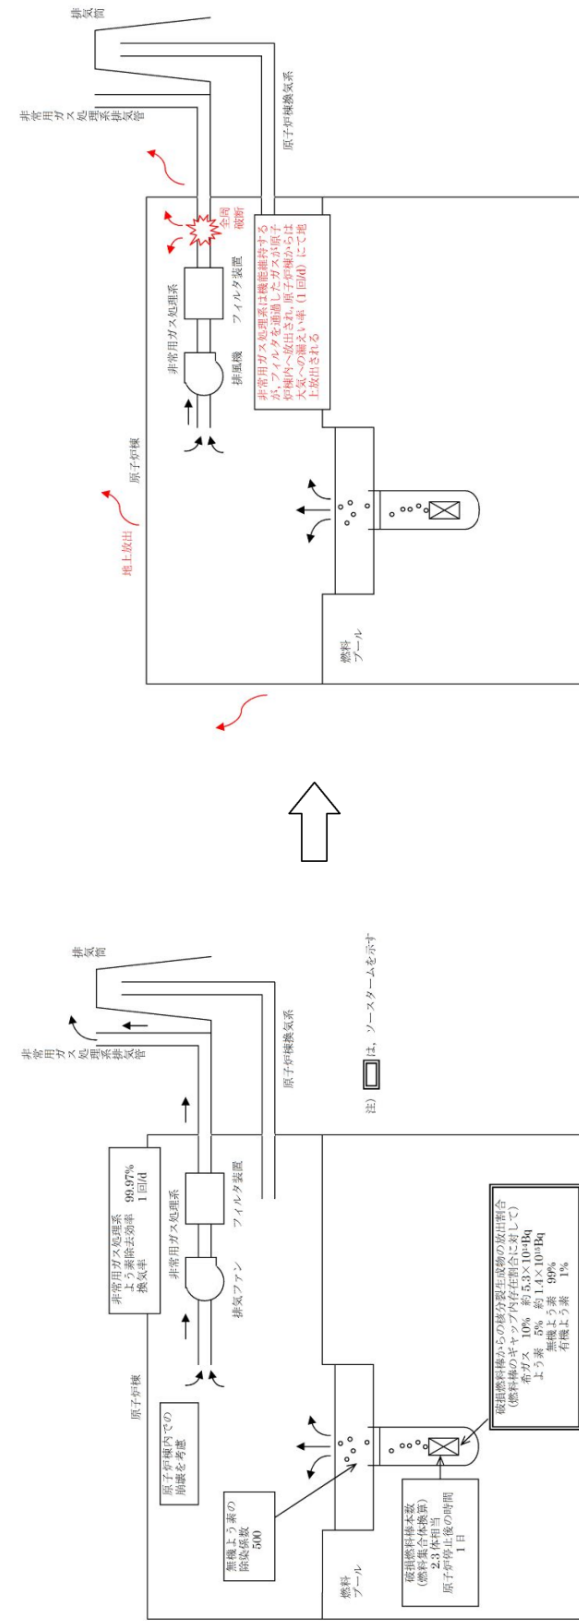 非常用ガス処理系
よう素除去効率 99.97%
換気率 1 回/d
原子炉棟
原子炉棟内での
崩壊を考慮
非常用ガス処理系
排気ファン
フィルタ装置
非常用ガス処理系排気管
排気筒
原子炉棟換気系
無機よう素の
除染係数
500
燃料
プール
破損燃料棒本数
(燃料集合体換算)
2.3 体相当
原子炉停止後の時間
1 日
破損燃料棒からの核分裂生成物の放出割合
(燃料棒のギャップ内存在割合に対して)
希ガス 10% 約 5.3×10¹⁴Bq
よう素 5% 約 1.4×10¹⁵Bq
無機よう素 99%
有機よう素 1%
注) は，ソースタームを示す
地上放出
原子炉棟
非常用ガス処理系
排風機
フィルタ装置
全周
破断
非常用ガス処理系排気管
排気筒
原子炉棟換気系
非常用ガス処理系は機能維持する
が，フィルタを通過したガスが原子
炉棟内へ放出され，原子炉棟からは
大気への漏えい率（1 回/d）にて地
上放出される
燃料
プール